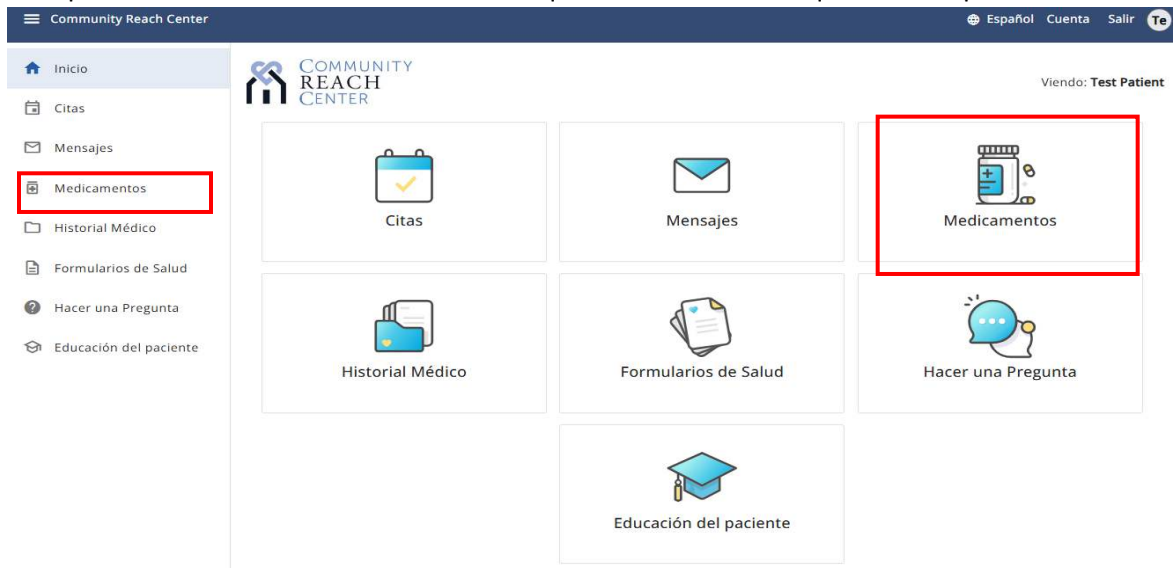 Community Reach Center
Español Cuenta Salir Te
Inicio
Citas
Mensajes
Medicamentos
Historial Médico
Formularios de Salud
Hacer una Pregunta
Educación del paciente
COMMUNITY
REACH
CENTER
Viendo: Test Patient
Citas
Mensajes
Medicamentos
Historial Médico
Formularios de Salud
Hacer una Pregunta
Educación del paciente